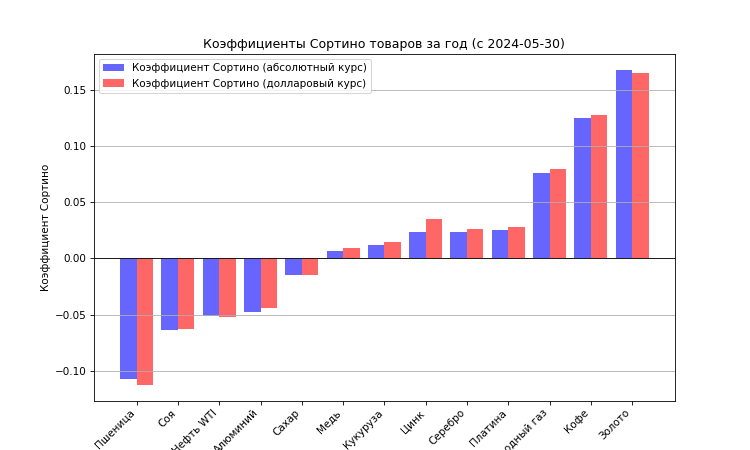 Коэффициенты Сортино товаров за год (с 2024-05-30)
Коэффициент Сортино (абсолютный курс)
Коэффициент Сортино (долларовый курс)
Коэффициент Сортино
0.15
0.10
0.05
0.00
−0.05
−0.10
Пшеница
Соя
Нефть WTI
Алюминий
Сахар
Медь
Кукуруза
Цинк
Серебро
Платина
одный газ
Кофе
Золото